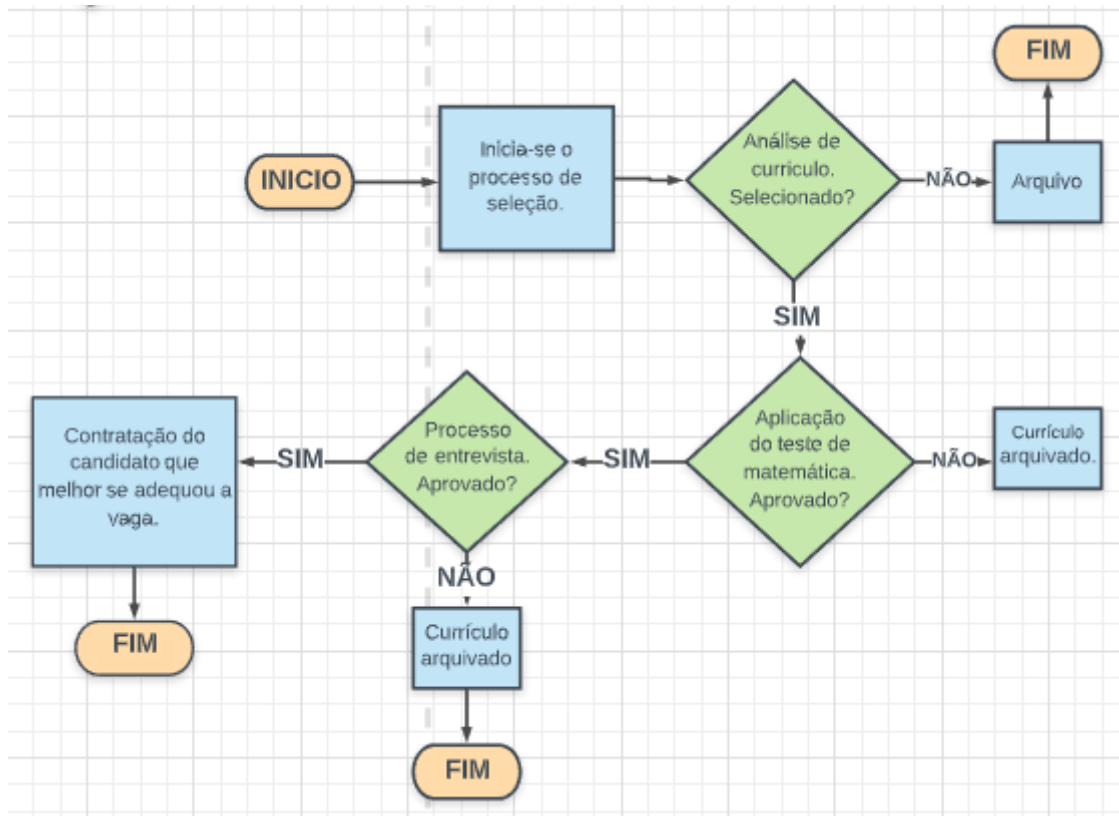 FIM
INICIO
Inicia-se o
processo de
seleção.
Análise de
curriculo.
Selecionado?
NÃO
Arquivo
SIM
Aplicação
do teste de
matemática.
Aprovado?
NÃO
Currículo
arquivado.
SIM
Processo
de entrevista.
Aprovado?
SIM
Contratação do
candidato que
melhor se adequou a
vaga.
FIM
NÃO
Currículo
arquivado
FIM